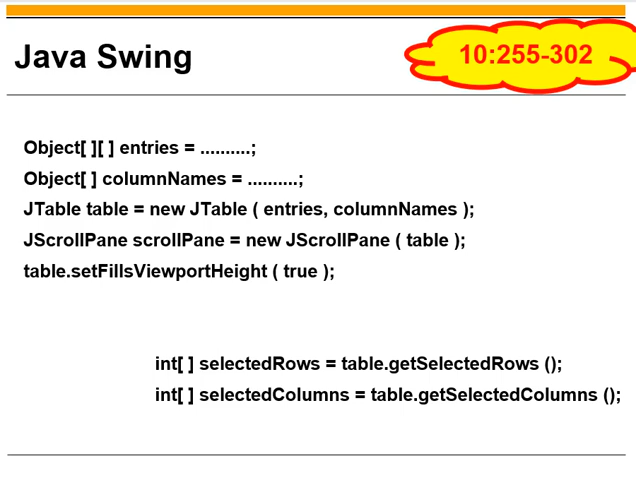 Java Swing
10:255-302
Object[ ][ ] entries = ..........;
Object[ ] columnNames = ..........;
JTable table = new JTable ( entries, columnNames );
JScrollPane scrollPane = new JScrollPane ( table );
table.setFillsViewportHeight ( true );
int[ ] selectedRows = table.getSelectedRows ();
int[ ] selectedColumns = table.getSelectedColumns ();